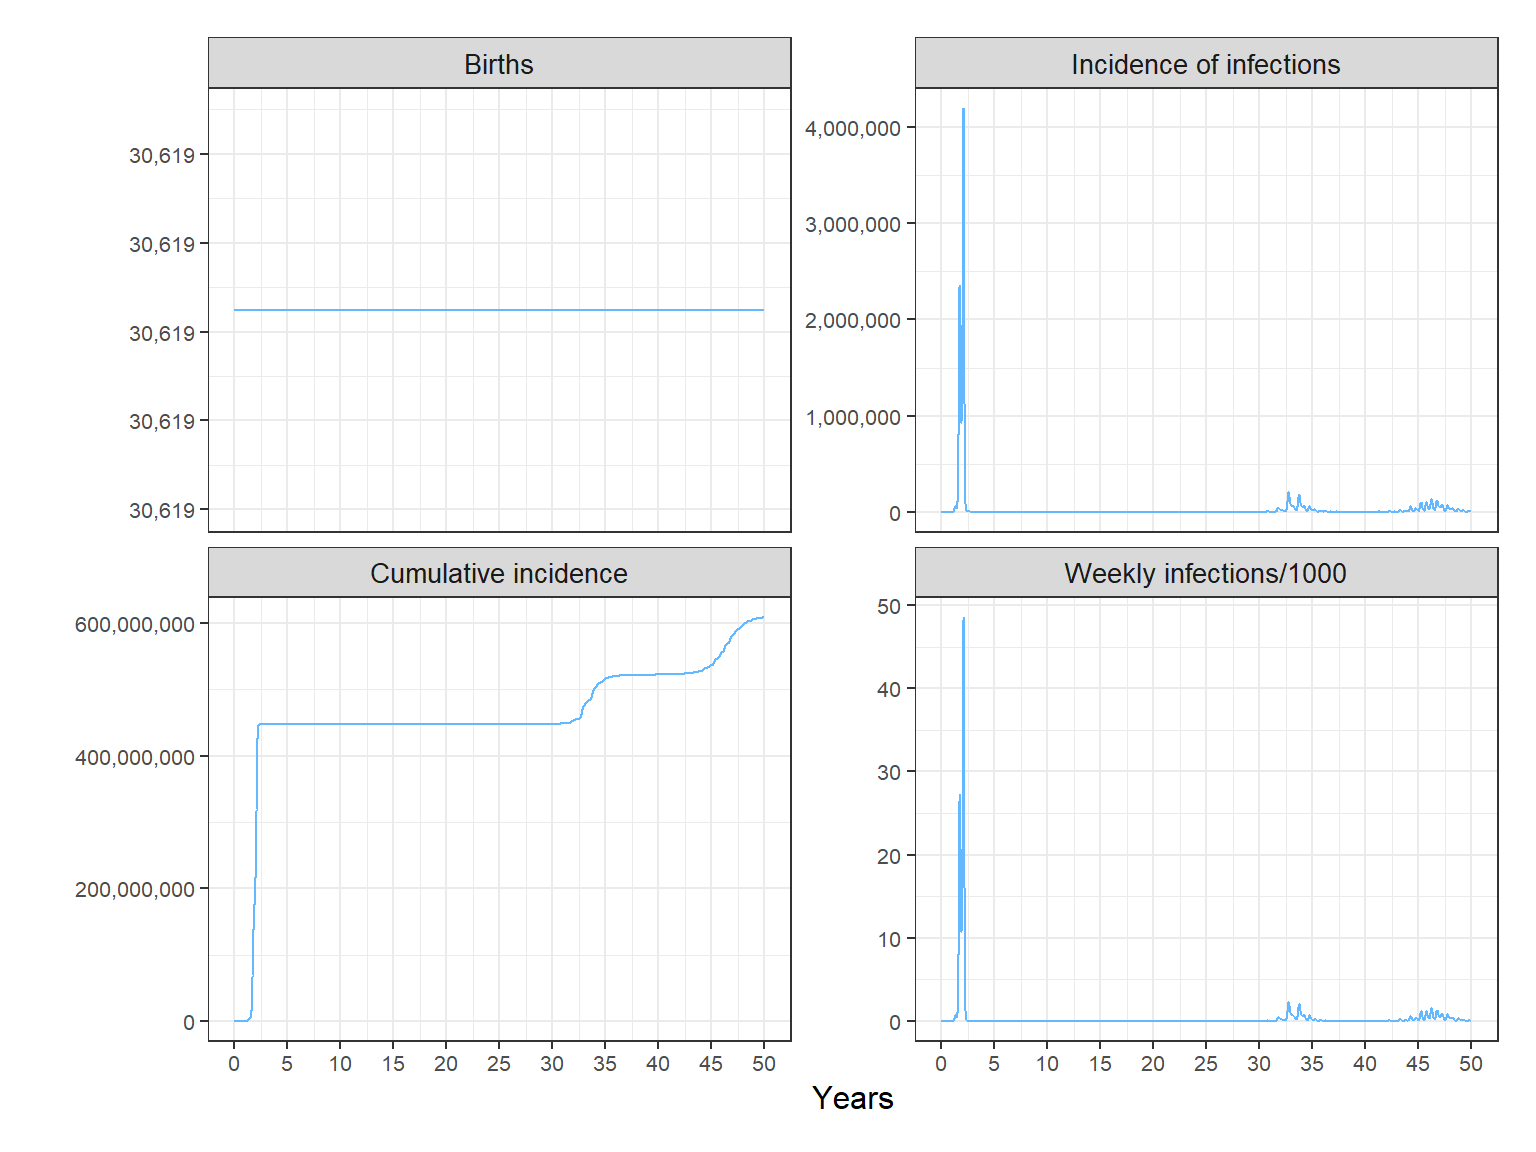 Births
30,619
30,619
30,619
30,619
30,619
Incidence of infections
4,000,000
3,000,000
2,000,000
1,000,000
0
Cumulative incidence
600,000,000
400,000,000
200,000,000
0
0 5 10 15 20 25 30 35 40 45 50
Weekly infections/1000
50
40
30
20
10
0
0 5 10 15 20 25 30 35 40 45 50
Years